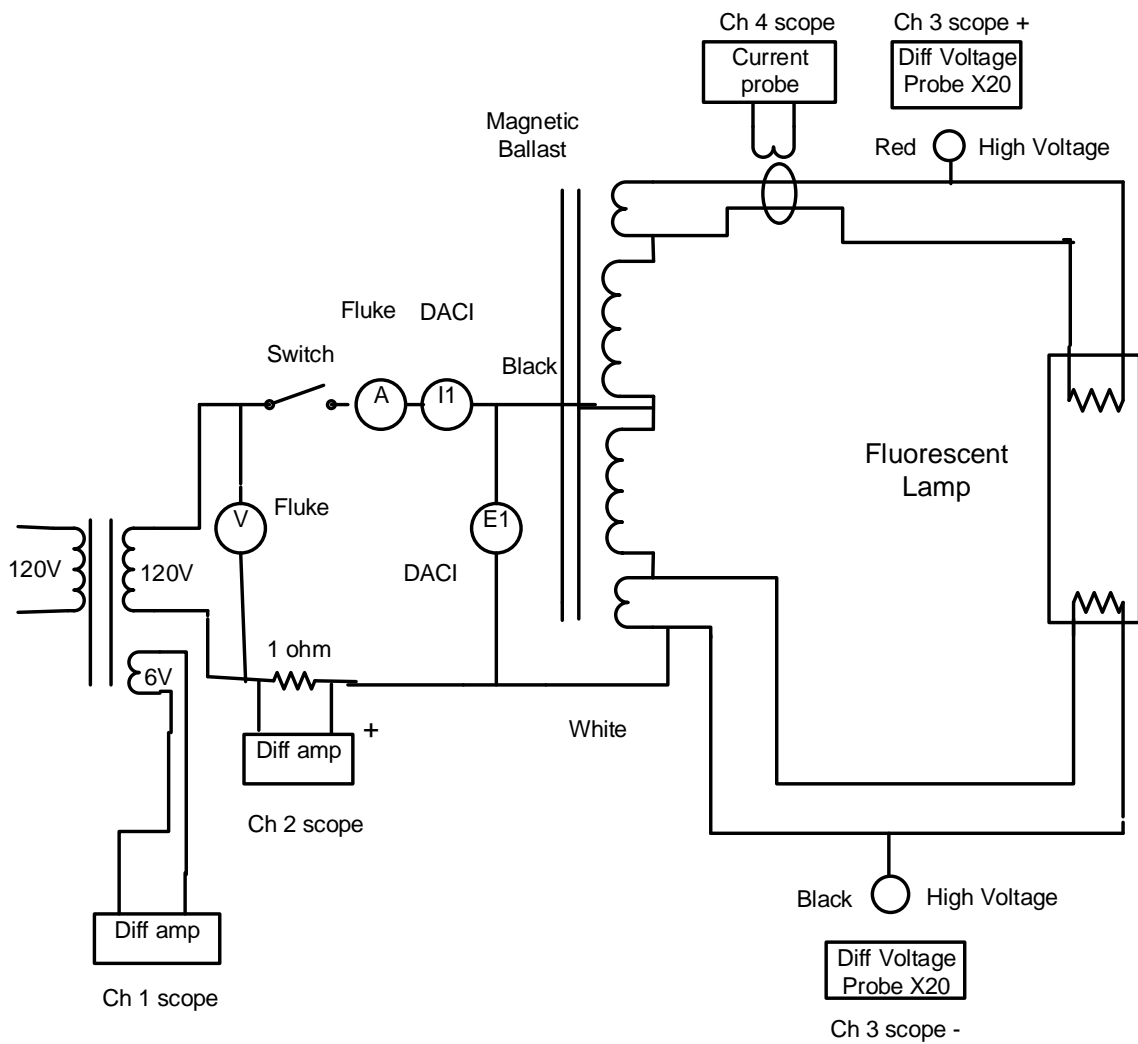 Ch 4 scope
Current
probe
Ch 3 scope +
Diff Voltage
Probe X20
Magnetic
Ballast
Red
High Voltage
Fluke
DACI
Switch
Black
A
I1
Fluorescent
Lamp
V
Fluke
E1
120V
120V
DACI
1 ohm
6V
+
White
Diff amp
Ch 2 scope
Black
High Voltage
Diff amp
Diff Voltage
Probe X20
Ch 1 scope
Ch 3 scope -